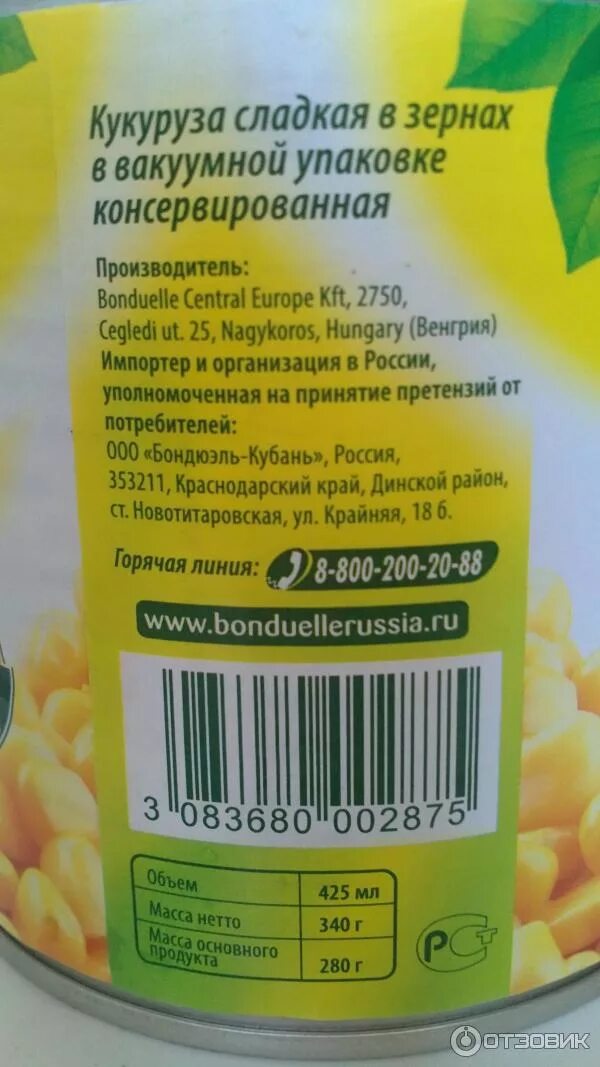 Кукуруза сладкая в зернах
в вакуумной упаковке
консервированная
Производитель:
Bonduelle Central Europe Kft, 2750,
Cegledi ut. 25, Nagykoros, Hungary (Венгрия)
Импортер и организация в России,
уполномоченная на принятие претензий от
потребителей:
ООО «Бондюэль-Кубань», Россия,
353211, Краснодарский край, Динской район,
ст. Новотитаровская, ул. Крайняя, 18 б.
Горячая линия: 8-800-200-20-88
www.bonduellerussia.ru
3 083680 002875
Объем 425 мл
Масса нетто 340 г
Масса основного
продукта 280 г
РСТ
ОТЗОВИК